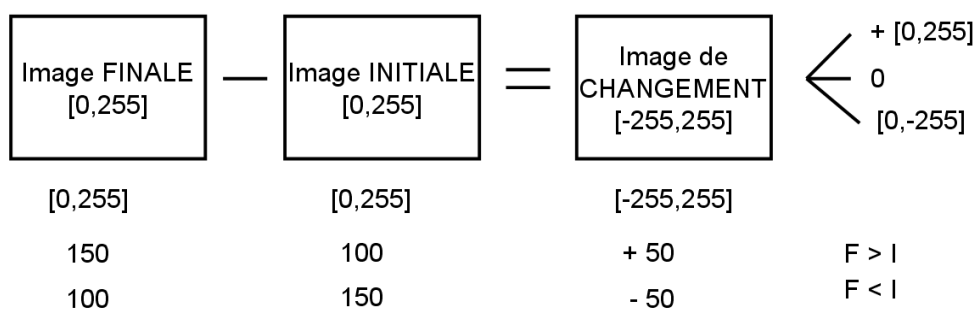 Image FINALE
[0,255]
—
Image INITIALE
[0,255]
=
Image de
CHANGEMENT
[-255,255]
+ [0,255]
0
[0,-255]
[0,255] [0,255] [-255,255]
150 100 + 50 F > I
100 150 - 50 F < I